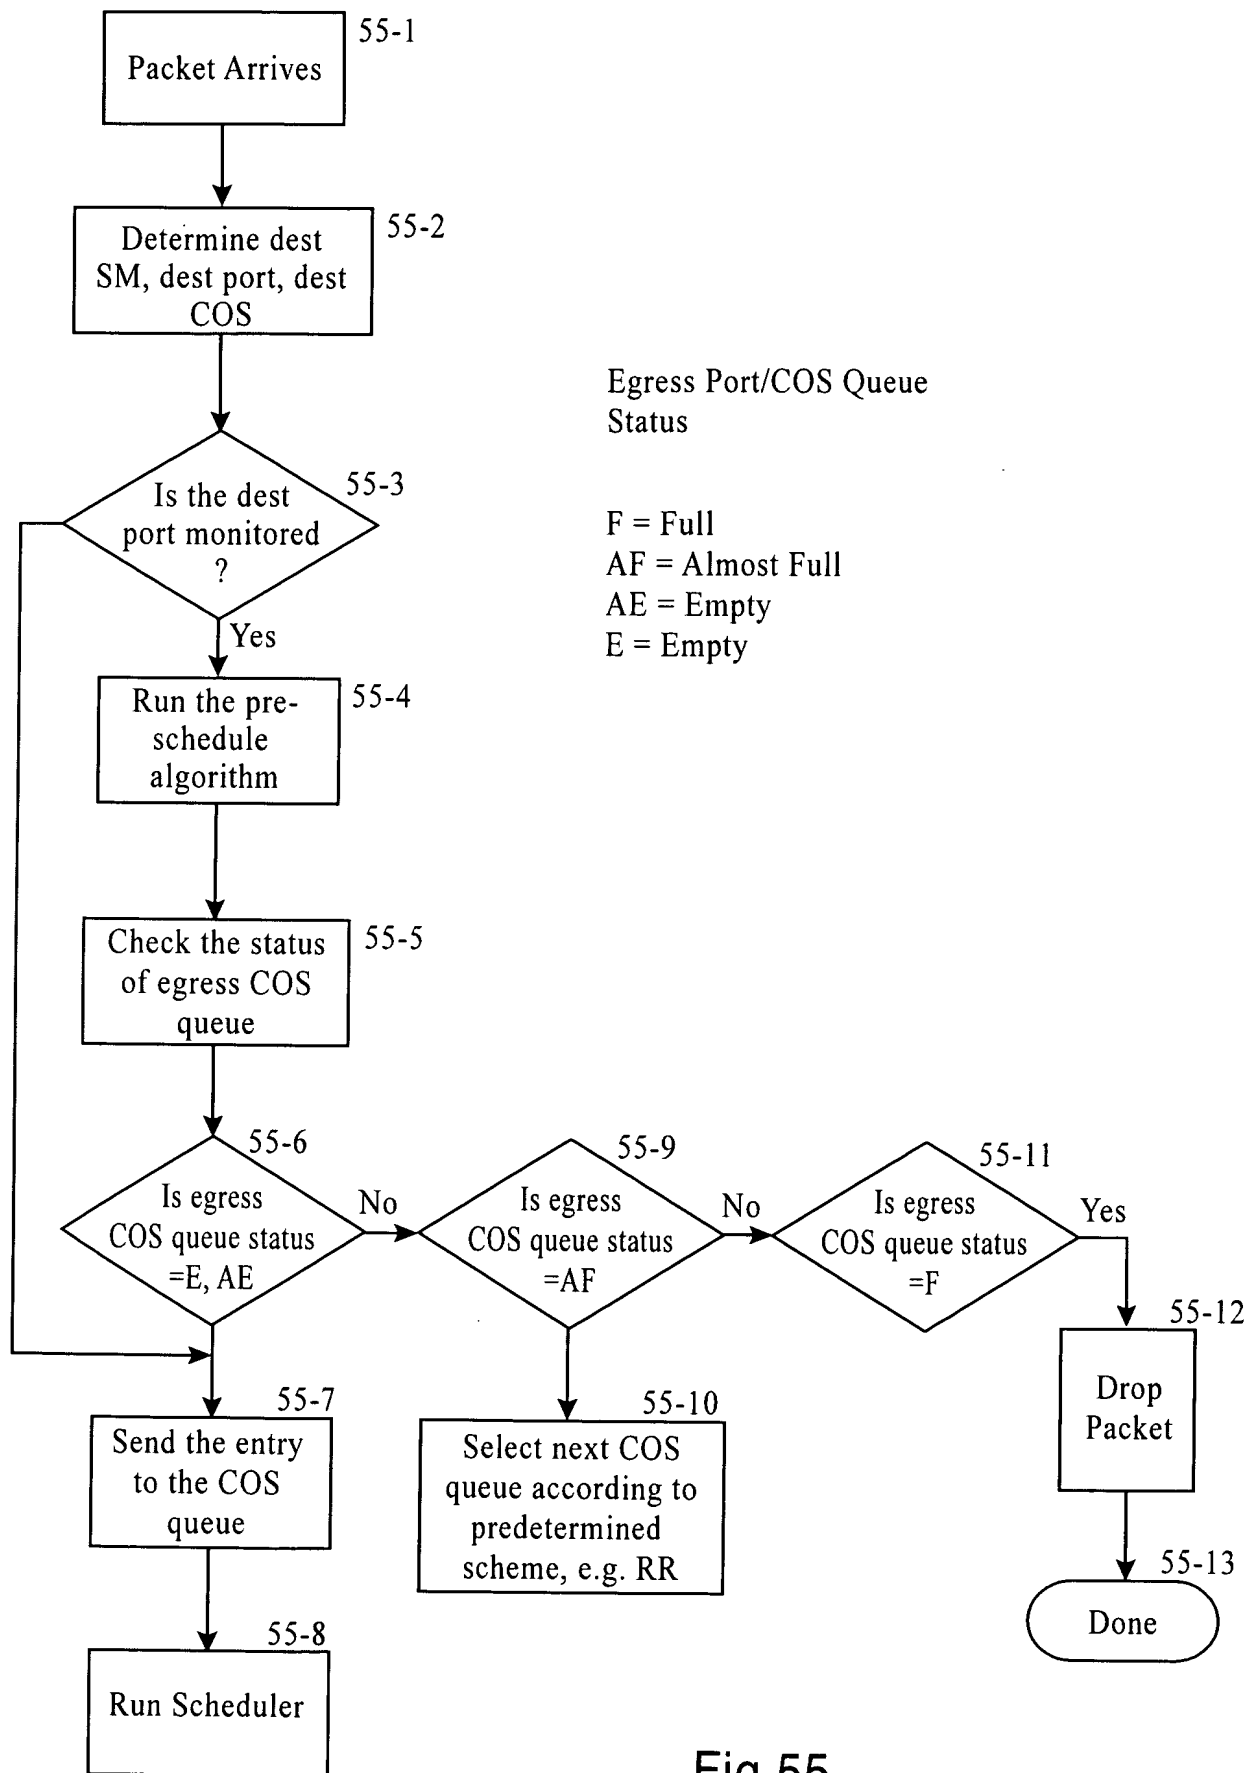 Packet Arrives
55-1
Determine dest
SM, dest port, dest
COS
55-2
Egress Port/COS Queue
Status
F = Full
AF = Almost Full
AE = Empty
E = Empty
Is the dest
port monitored
?
55-3
Yes
Run the pre-
schedule
algorithm
55-4
Check the status
of egress COS
queue
55-5
55-6
Is egress
COS queue status
=E, AE
No
55-9
Is egress
COS queue status
=AF
No
55-11
Is egress
COS queue status
=F
Yes
55-12
Drop
Packet
55-13
Done
55-7
Send the entry
to the COS
queue
55-10
Select next COS
queue according to
predetermined
scheme, e.g. RR
55-8
Run Scheduler
Fig 55